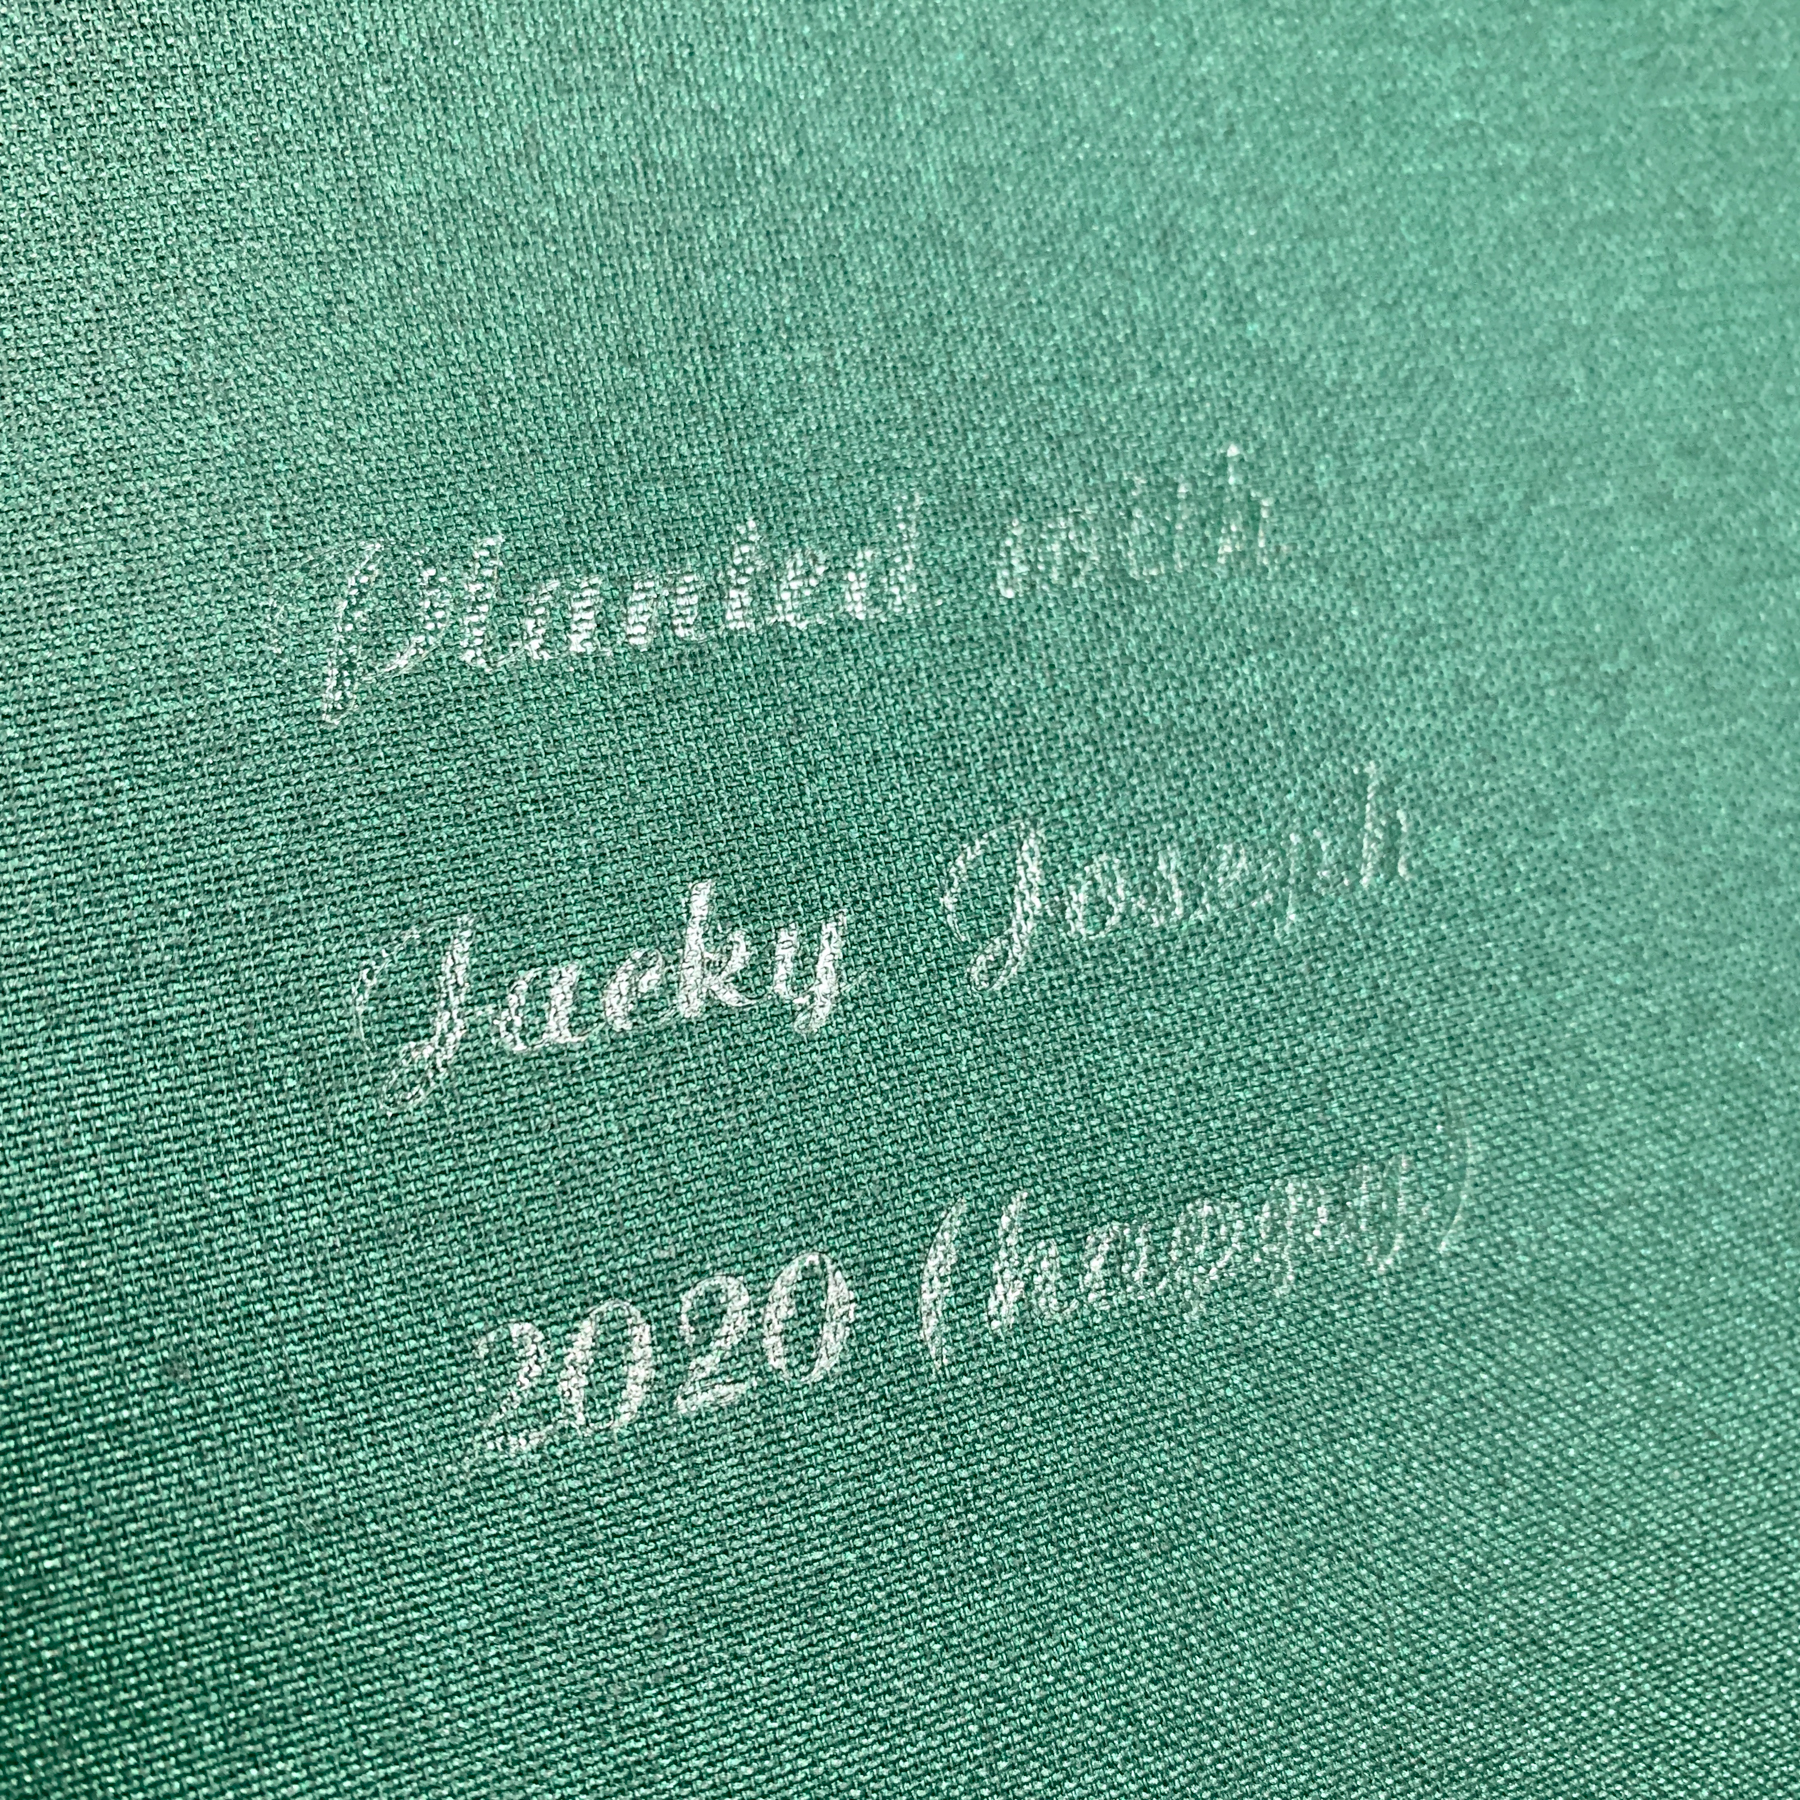 Planted with
Jacky Joseph
2020 (happy)